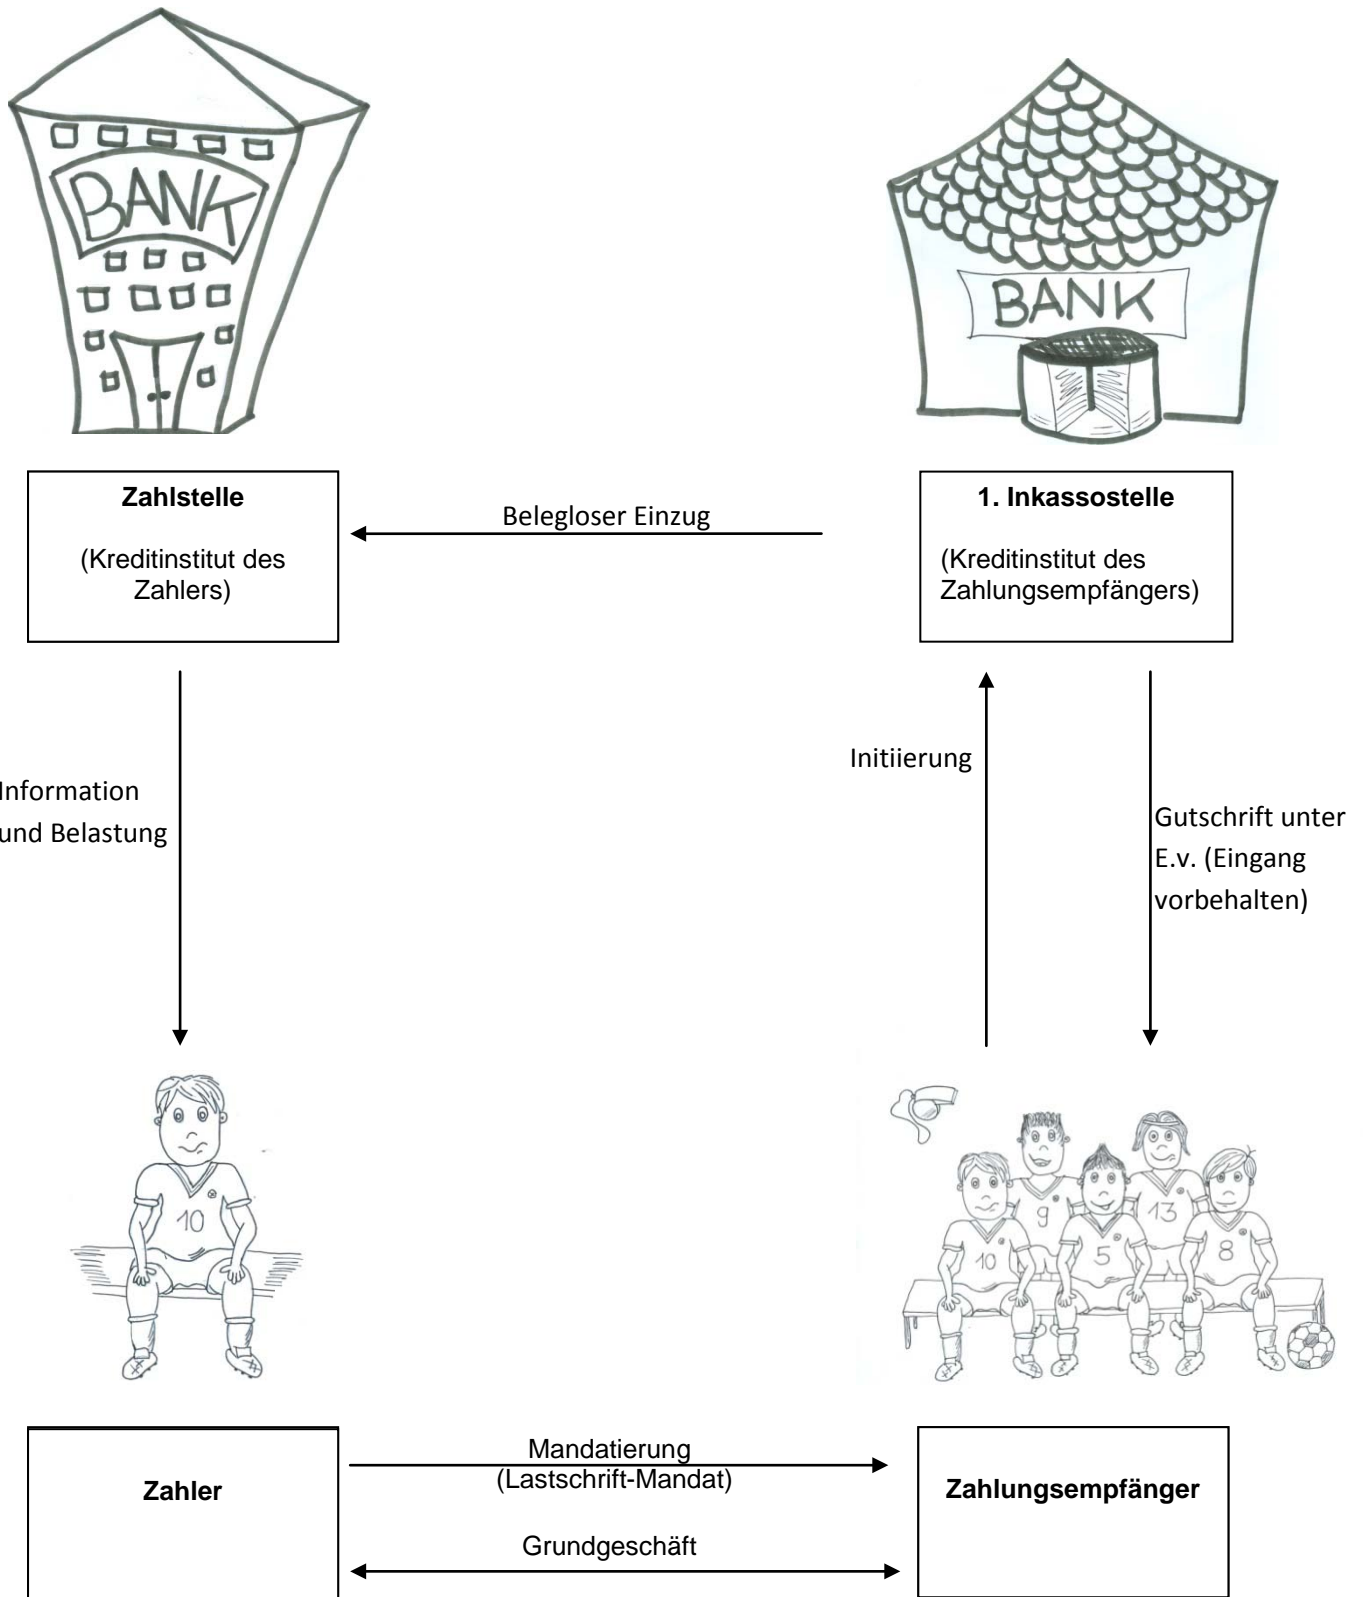 BANK
BANK
Zahlstelle
(Kreditinstitut des
Zahlers)
Belegloser Einzug
1. Inkassostelle
(Kreditinstitut des
Zahlungsempfängers)
Information
und Belastung
Initiierung
Gutschrift unter
E.v. (Eingang
vorbehalten)
10
9
13
10
5
8
Zahler
Mandatierung
(Lastschrift-Mandat)
Zahlungsempfänger
Grundgeschäft